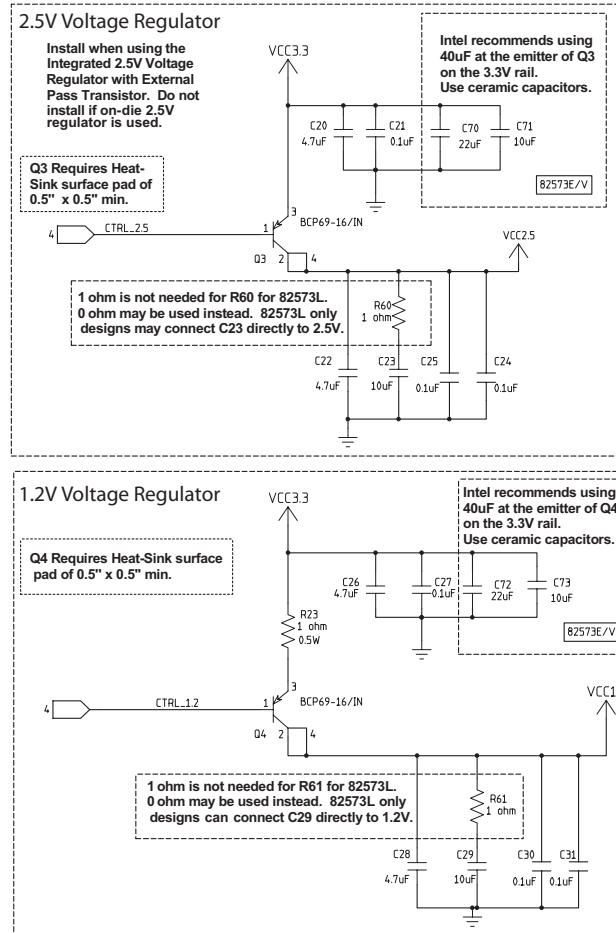 2.5V Voltage Regulator
Install when using the
Integrated 2.5V Voltage
Regulator with External
Pass Transistor. Do not
install if on-die 2.5V
regulator is used.
VCC3.3
Intel recommends using
40uF at the emitter of Q3
on the 3.3V rail.
Use ceramic capacitors.
C20
4.7uF
C21
0.1uF
C70
22uF
C71
10uF
82573E/V
Q3 Requires Heat-
Sink surface pad of
0.5" x 0.5" min.
4
CTRL_2.5
1
3
BCP69-16/IN
Q3
2
4
VCC2.5
1 ohm is not needed for R60 for 82573L.
0 ohm may be used instead. 82573L only
designs may connect C23 directly to 2.5V.
R60
1 ohm
C22
4.7uF
C23
10uF
C25
0.1uF
C24
0.1uF
1.2V Voltage Regulator
VCC3.3
Intel recommends using
40uF at the emitter of Q4
on the 3.3V rail.
Use ceramic capacitors.
Q4 Requires Heat-Sink surface
pad of 0.5" x 0.5" min.
C26
4.7uF
C27
0.1uF
C72
22uF
C73
10uF
82573E/V
R23
1 ohm
0.5W
4
CTRL_1.2
1
3
BCP69-16/IN
Q4
2
4
VCC1
1 ohm is not needed for R61 for 82573L.
0 ohm may be used instead. 82573L only
designs can connect C29 directly to 1.2V.
R61
1 ohm
C28
4.7uF
C29
10uF
C30
0.1uF
C31
0.1uF